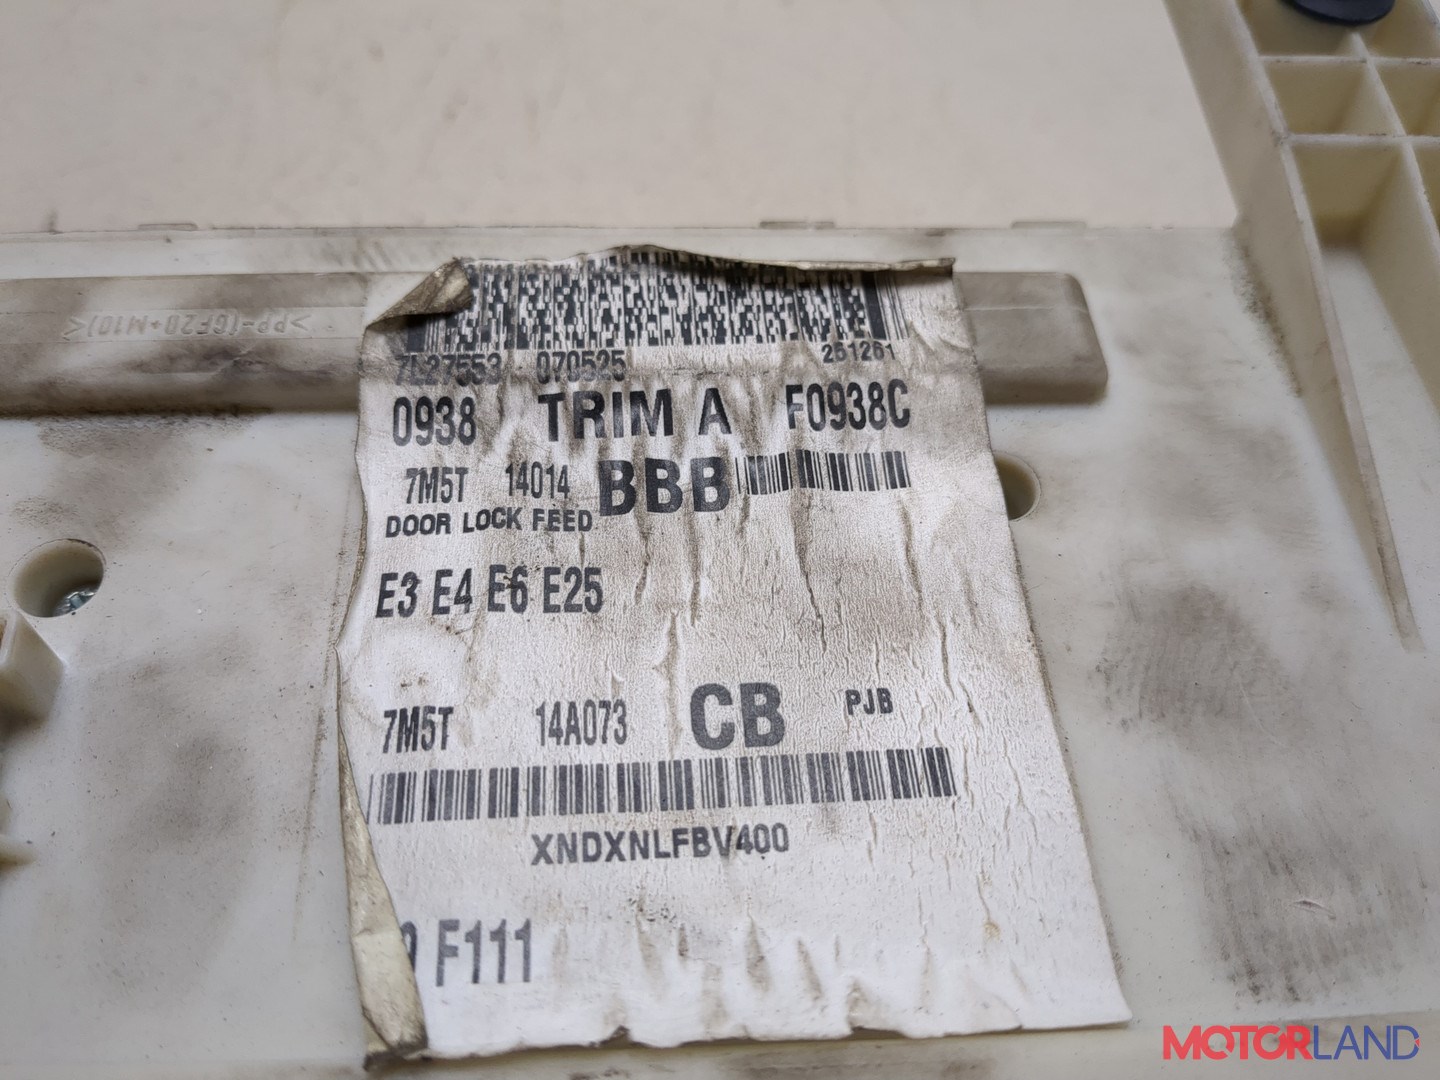 >PP-(GF20+M10)<
7L27553 070525 261261
0938 TRIM A F0938C
7M5T 14014 BBB
DOOR LOCK FEED
E3 E4 E6 E25
7M5T 14A073 CB PJB
XNDXNLFBV400
F111
MOTORLAND